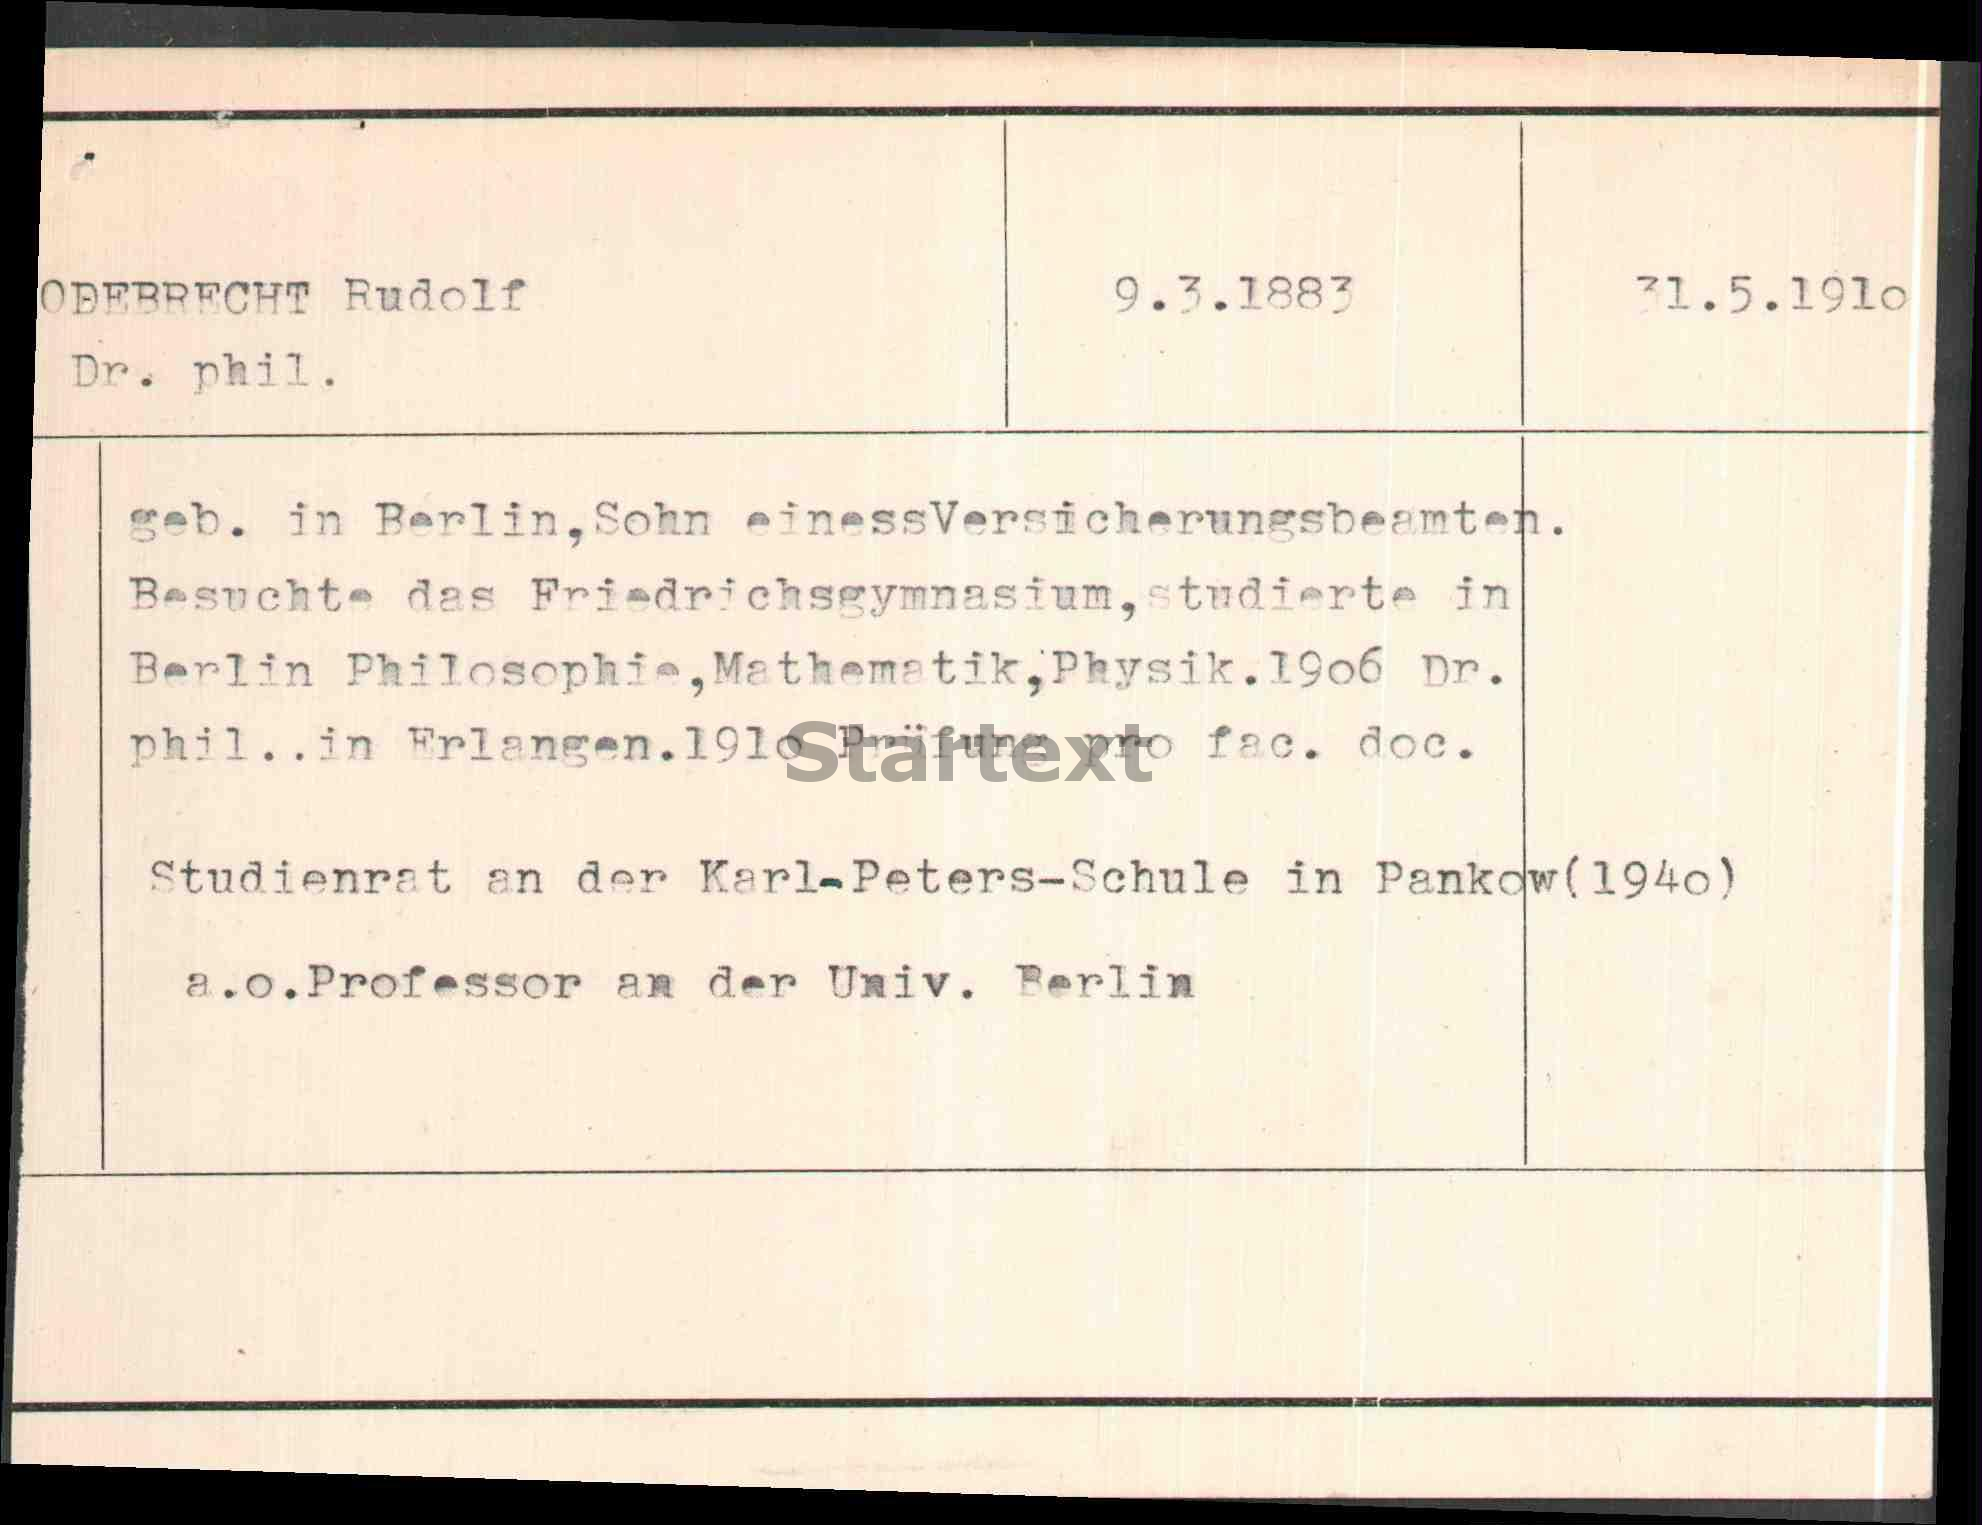 ODEBRECHT Rudolf 9.3.1883 31.5.191o
Dr. phil.
geb. in Berlin,Sohn einessVersicherungsbeamten.
Besuchte das Friedrichsgymnasium,studierte in
Berlin Philosophie,Mathematik,Physik.19o6 Dr.
phil..in Erlangen.191o Prüfung pro fac. doc.
Startext
Studienrat an der Karl-Peters-Schule in Pankow(194o)
a.o.Professor an der Univ. Berlin